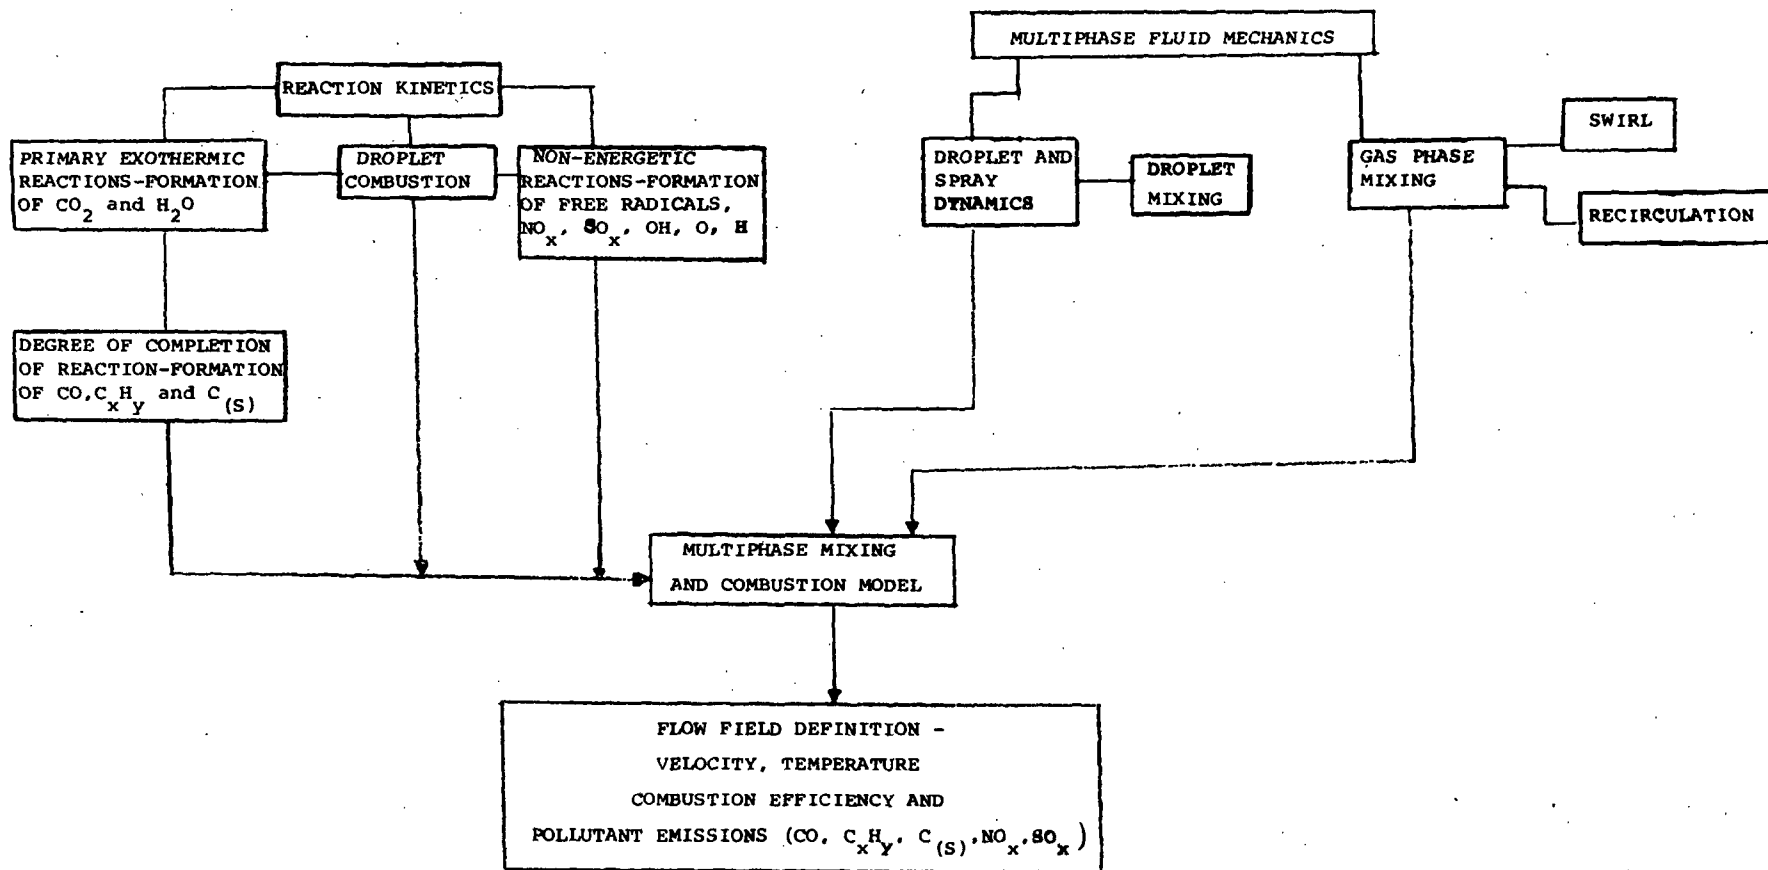 MULTIPHASE FLUID MECHANICS
REACTION KINETICS
SWIRL
PRIMARY EXOTHERMIC
REACTIONS-FORMATION
OF CO2 and H2O
DROPLET
COMBUSTION
NON-ENERGETIC
REACTIONS-FORMATION
OF FREE RADICALS,
NOx, SOx, OH, O, H
DROPLET AND
SPRAY
DYNAMICS
DROPLET
MIXING
GAS PHASE
MIXING
RECIRCULATION
DEGREE OF COMPLETION
OF REACTION-FORMATION
OF CO,CxHy and C(S)
MULTIPHASE MIXING
AND COMBUSTION MODEL
FLOW FIELD DEFINITION -
VELOCITY, TEMPERATURE
COMBUSTION EFFICIENCY AND
POLLUTANT EMISSIONS (CO, CxHy, C(S),NOx,SOx)